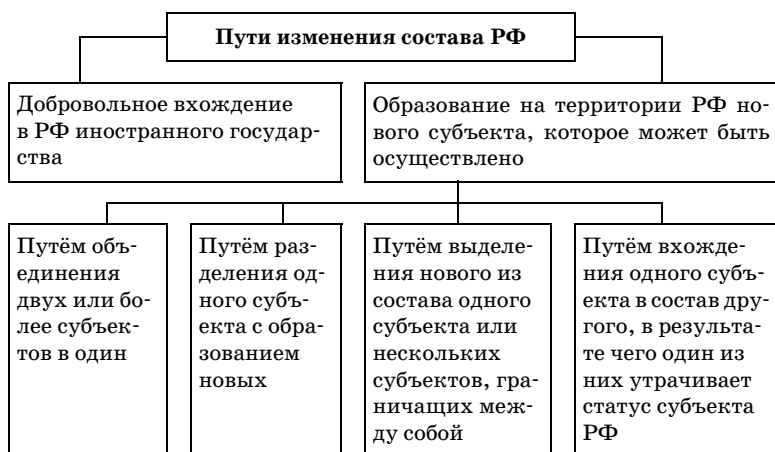 Пути изменения состава РФ
Добровольное вхождение
в РФ иностранного государ-
ства
Образование на территории РФ но-
вого субъекта, которое может быть
осуществлено
Путём объ-
единения
двух или бо-
лее субъек-
тов в один
Путём раз-
деления од-
ного субъ-
екта с обра-
зованием
новых
Путём выделе-
ния нового из
состава одного
субъекта или
нескольких
субъектов, гра-
ничащих меж-
ду собой
Путём вхожде-
ния одного субъ-
екта в состав дру-
гого, в результа-
те чего один из
них утрачивает
статус субъекта
РФ